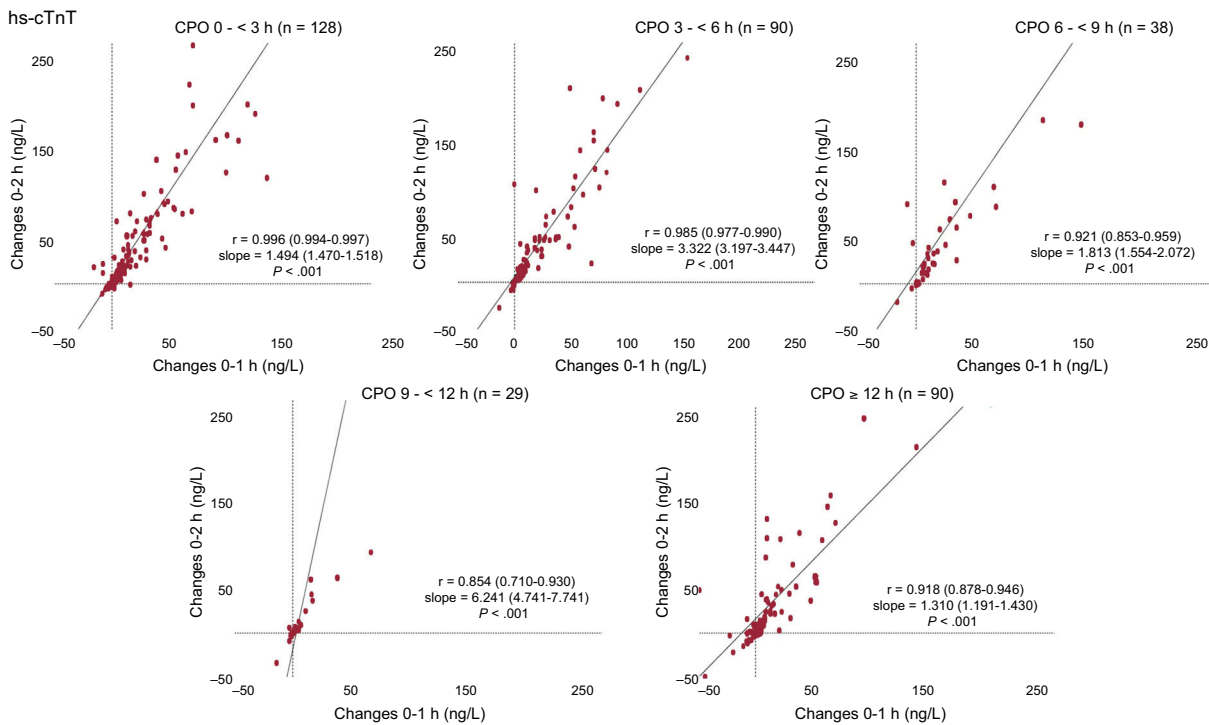 hs-cTnT
CPO 0 - < 3 h (n = 128)
Changes 0-2 h (ng/L)
250
150
50
–50
r = 0.996 (0.994-0.997)
slope = 1.494 (1.470-1.518)
P < .001
–50
50
150
250
Changes 0-1 h (ng/L)
CPO 3 - < 6 h (n = 90)
Changes 0-2 h (ng/L)
250
150
50
–50
r = 0.985 (0.977-0.990)
slope = 3.322 (3.197-3.447)
P < .001
–50 0 50 100 150 200 250
Changes 0-1 h (ng/L)
CPO 6 - < 9 h (n = 38)
Changes 0-2 h (ng/L)
250
150
50
–50
r = 0.921 (0.853-0.959)
slope = 1.813 (1.554-2.072)
P < .001
–50 0 50 150 250
Changes 0-1 h (ng/L)
CPO 9 - < 12 h (n = 29)
Changes 0-2 h (ng/L)
250
150
50
–50
r = 0.854 (0.710-0.930)
slope = 6.241 (4.741-7.741)
P < .001
–50 0 50 150 250
Changes 0-1 h (ng/L)
CPO ≥ 12 h (n = 90)
Changes 0-2 h (ng/L)
250
150
50
–50
r = 0.918 (0.878-0.946)
slope = 1.310 (1.191-1.430)
P < .001
–50 0 50 150 250
Changes 0-1 h (ng/L)